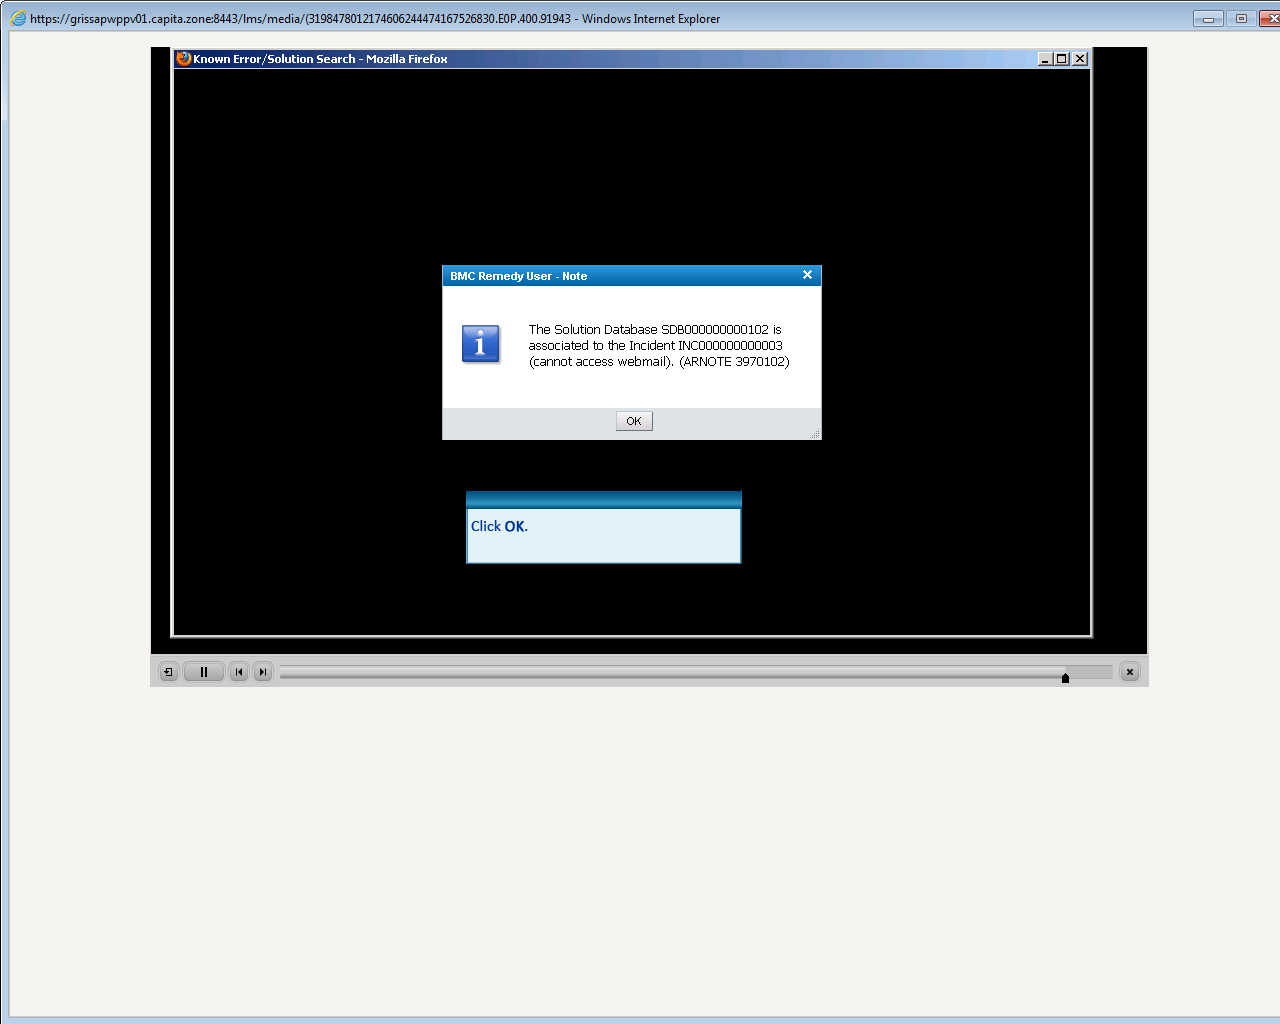 https://grissapwppv01.capita.zone:8443/lms/media/(3198478012174606244474167526830.E0P.400.91943 - Windows Internet Explorer
Known Error/Solution Search - Mozilla Firefox
BMC Remedy User - Note
The Solution Database SDB000000000102 is
associated to the Incident INC000000000003
(cannot access webmail). (ARNOTE 3970102)
OK
Click OK.